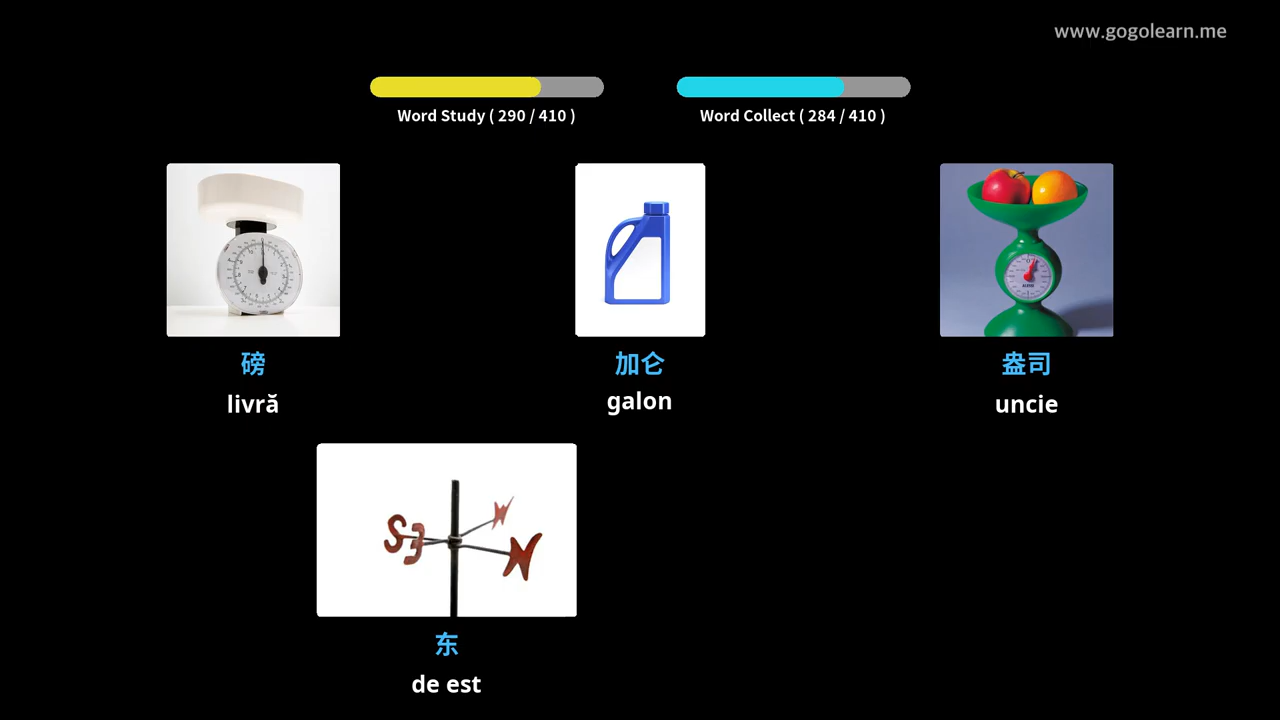 www.gogolearn.me
Word Study ( 290 / 410 )
Word Collect ( 284 / 410 )
磅
livră
加仑
galon
盎司
uncie
S E N
东
de est